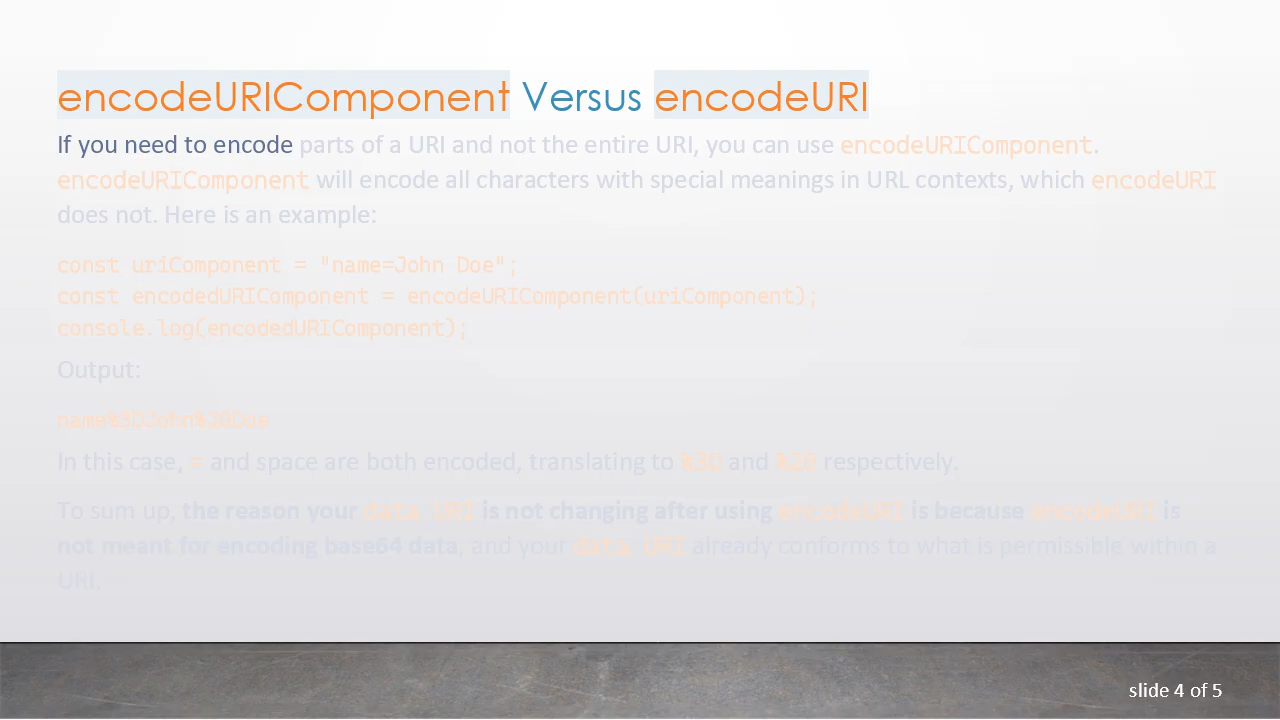 encodeURIComponent Versus encodeURI
If you need to encode parts of a URI and not the entire URI, you can use encodeURIComponent.
encodeURIComponent will encode all characters with special meanings in URL contexts, which encodeURI
does not. Here is an example:
const uriComponent = "name=John Doe";
const encodedURIComponent = encodeURIComponent(uriComponent);
console.log(encodedURIComponent);
Output:
name%3DJohn%20Doe
In this case, = and space are both encoded, translating to %3D and %20 respectively.
To sum up, the reason your data URI is not changing after using encodeURI is because encodeURI is
not meant for encoding base64 data, and your data URI already conforms to what is permissible within a
URI.
slide 4 of 5